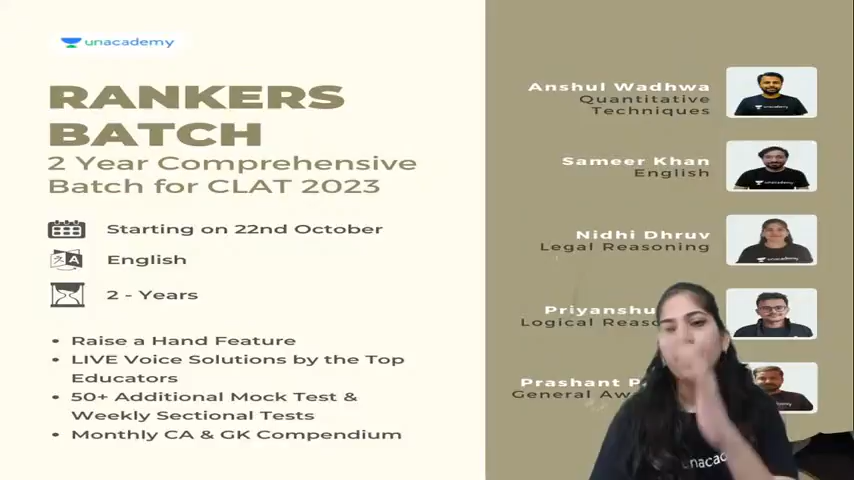 unacademy
RANKERS
BATCH
2 Year Comprehensive
Batch for CLAT 2023
Starting on 22nd October
English
2 - Years
• Raise a Hand Feature
• LIVE Voice Solutions by the Top
Educators
• 50+ Additional Mock Test &
Weekly Sectional Tests
• Monthly CA & GK Compendium
Anshul Wadhwa
Quantitative
Techniques
Sameer Khan
English
Nidhi Dhruv
Legal Reasoning
Priyanshu
Logical
Prashant
General